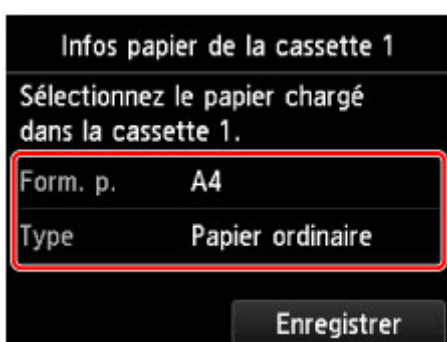 Infos papier de la cassette 1
Sélectionnez le papier chargé
dans la cassette 1.
Form. p. A4
Type Papier ordinaire
Enregistrer